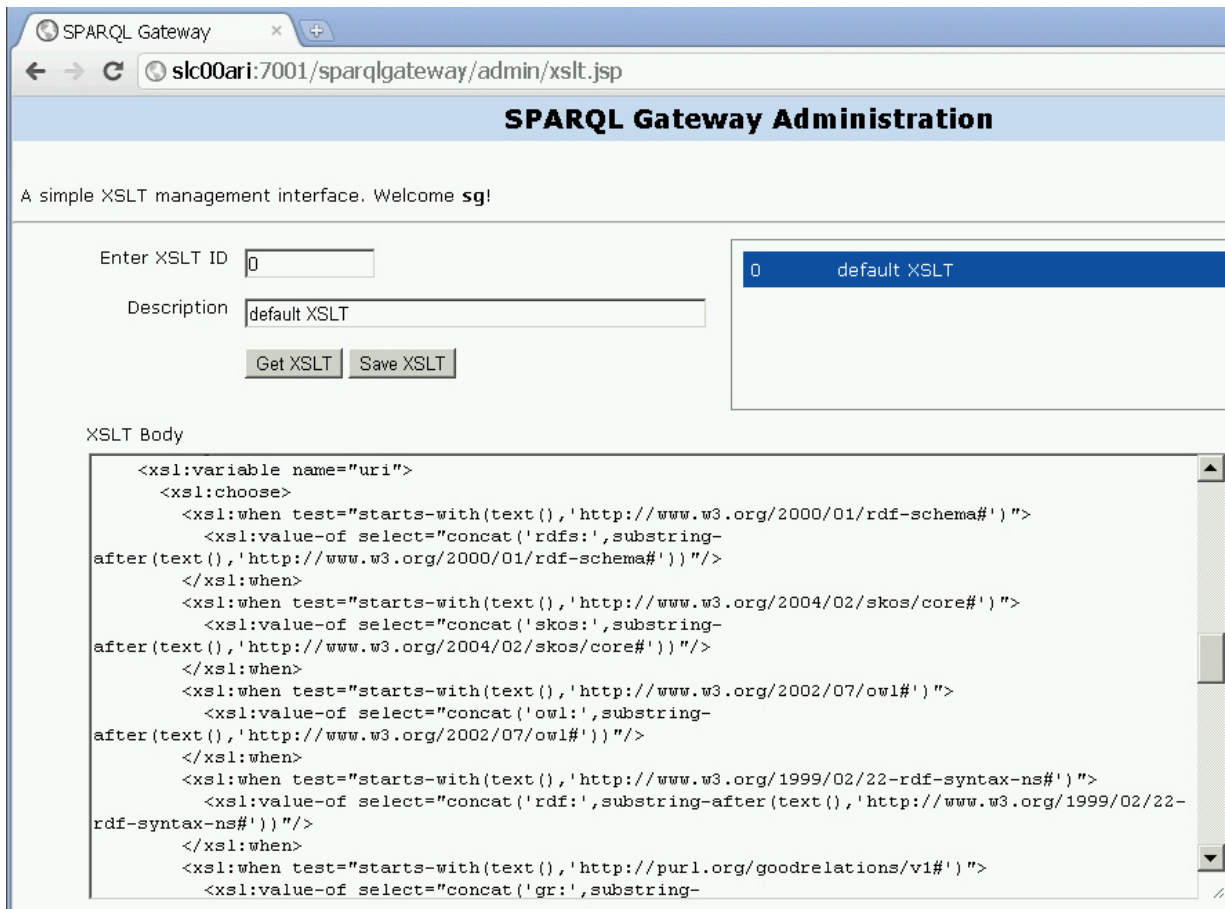 SPARQL Gateway
slc00ari:7001/sparqlgateway/admin/xslt.jsp
SPARQL Gateway Administration
A simple XSLT management interface. Welcome sg!
Enter XSLT ID 0
0 default XSLT
Description default XSLT
Get XSLT Save XSLT
XSLT Body
<xsl:variable name="uri">
<xsl:choose>
<xsl:when test="starts-with(text(),'http://www.w3.org/2000/01/rdf-schema#')">
<xsl:value-of select="concat('rdfs:',substring-
after(text(),'http://www.w3.org/2000/01/rdf-schema#'))"/>
</xsl:when>
<xsl:when test="starts-with(text(),'http://www.w3.org/2004/02/skos/core#')">
<xsl:value-of select="concat('skos:',substring-
after(text(),'http://www.w3.org/2004/02/skos/core#'))"/>
</xsl:when>
<xsl:when test="starts-with(text(),'http://www.w3.org/2002/07/owl#')">
<xsl:value-of select="concat('owl:',substring-
after(text(),'http://www.w3.org/2002/07/owl#'))"/>
</xsl:when>
<xsl:when test="starts-with(text(),'http://www.w3.org/1999/02/22-rdf-syntax-ns#')">
<xsl:value-of select="concat('rdf:',substring-after(text(),'http://www.w3.org/1999/02/22-
rdf-syntax-ns#'))"/>
</xsl:when>
<xsl:when test="starts-with(text(),'http://purl.org/goodrelations/v1#')">
<xsl:value-of select="concat('gr:',substring-